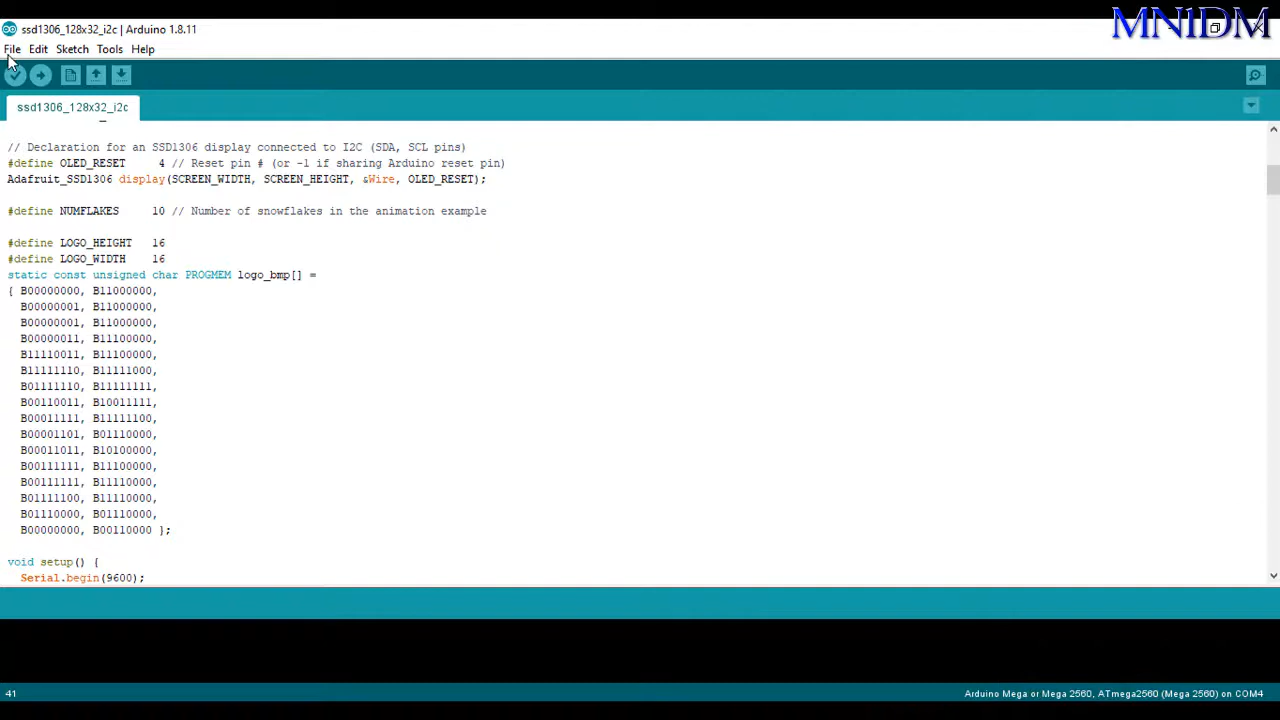 ssd1306_128x32_i2c | Arduino 1.8.11
MNIDM
File Edit Sketch Tools Help
ssd1306_128x32_i2c
// Declaration for an SSD1306 display connected to I2C (SDA, SCL pins)
#define OLED_RESET     4 // Reset pin # (or -1 if sharing Arduino reset pin)
Adafruit_SSD1306 display(SCREEN_WIDTH, SCREEN_HEIGHT, &Wire, OLED_RESET);
#define NUMFLAKES     10 // Number of snowflakes in the animation example
#define LOGO_HEIGHT   16
#define LOGO_WIDTH    16
static const unsigned char PROGMEM logo_bmp[] =
{ B00000000, B11000000,
  B00000001, B11000000,
  B00000001, B11000000,
  B00000011, B11100000,
  B11110011, B11100000,
  B11111110, B11111000,
  B01111110, B11111111,
  B00110011, B10011111,
  B00011111, B11111100,
  B00001101, B01110000,
  B00011011, B10100000,
  B00111111, B11100000,
  B00111111, B11110000,
  B01111100, B11110000,
  B01110000, B01110000,
  B00000000, B00110000 };
void setup() {
  Serial.begin(9600);
41
Arduino Mega or Mega 2560, ATmega2560 (Mega 2560) on COM4